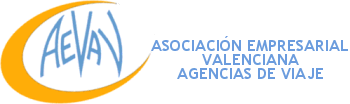 AEVAV
ASOCIACIÓN EMPRESARIAL
VALENCIANA
AGENCIAS DE VIAJE